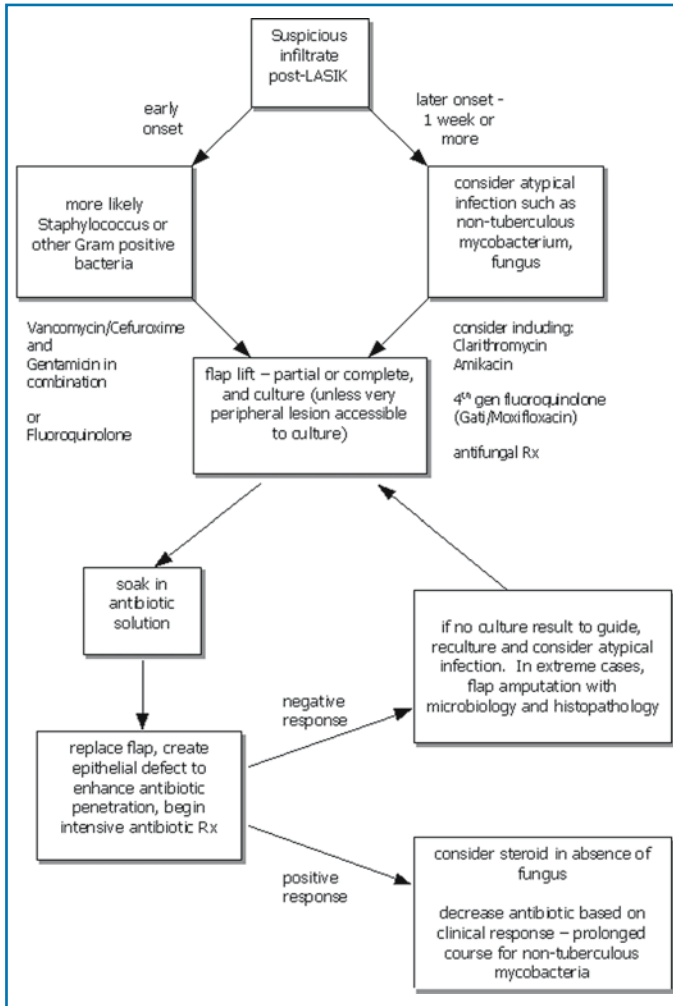 Suspicious
infiltrate
post-LASIK
early
onset
later onset -
1 week or
more
more likely
Staphylococcus or
other Gram positive
bacteria
consider atypical
infection such as
non-tuberculous
mycobacterium,
fungus
Vancomycin/Cefuroxime
and
Gentamicin in
combination
or
Fluoroquinolone
flap lift – partial or complete,
and culture (unless very
peripheral lesion accessible
to culture)
consider including:
Clarithromycin
Amikacin
4th gen fluoroquinolone
(Gati/Moxifloxacin)
antifungal Rx
soak in
antibiotic
solution
if no culture result to guide,
reculture and consider atypical
infection. In extreme cases,
flap amputation with
microbiology and histopathology
negative
response
replace flap, create
epithelial defect to
enhance antibiotic
penetration, begin
intensive antibiotic Rx
positive
response
consider steroid in absence of
fungus
decrease antibiotic based on
clinical response – prolonged
course for non-tuberculous
mycobacteria